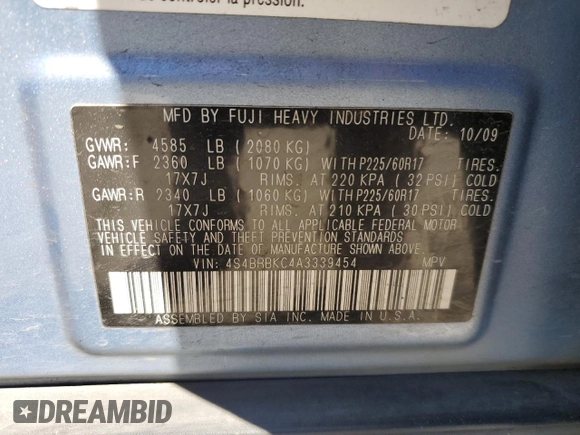 de contrôler la pression.
MFD BY FUJI HEAVY INDUSTRIES LTD.
DATE: 10/09
GVWR: 4585 LB (2080 KG)
GAWR:F 2360 LB (1070 KG) WITH P225/60R17 TIRES.
17X7J RIMS. AT 220 KPA (32 PSI) COLD
GAWR:R 2340 LB (1060 KG) WITH P225/60R17 TIRES.
17X7J RIMS. AT 210 KPA (30 PSI) COLD
THIS VEHICLE CONFORMS TO ALL APPLICABLE FEDERAL MOTOR
VEHICLE SAFETY AND THEFT PREVENTION STANDARDS
IN EFFECT ON THE DATE OF MANUFACTURE SHOWN ABOVE.
VIN: 4S4BRBKC4A3339454 MPV
ASSEMBLED BY SIA INC. MADE IN U.S.A.
DREAMBID